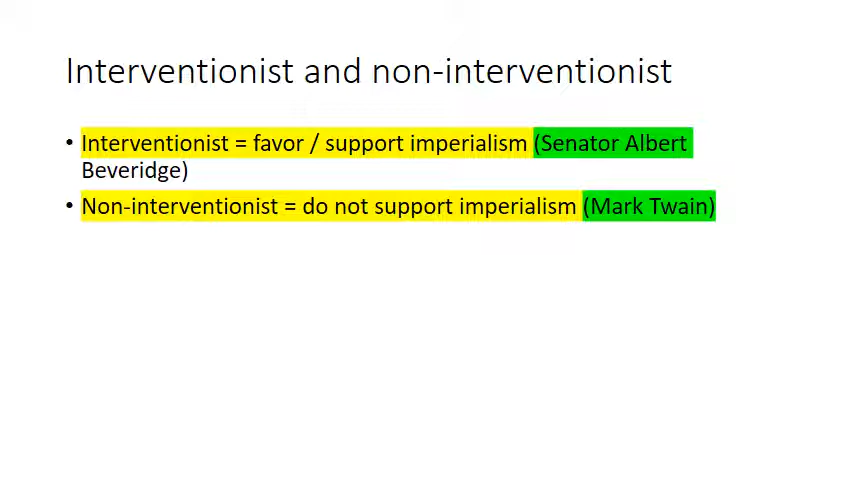 Interventionist and non-interventionist
• Interventionist = favor / support imperialism (Senator Albert
Beveridge)
• Non-interventionist = do not support imperialism (Mark Twain)